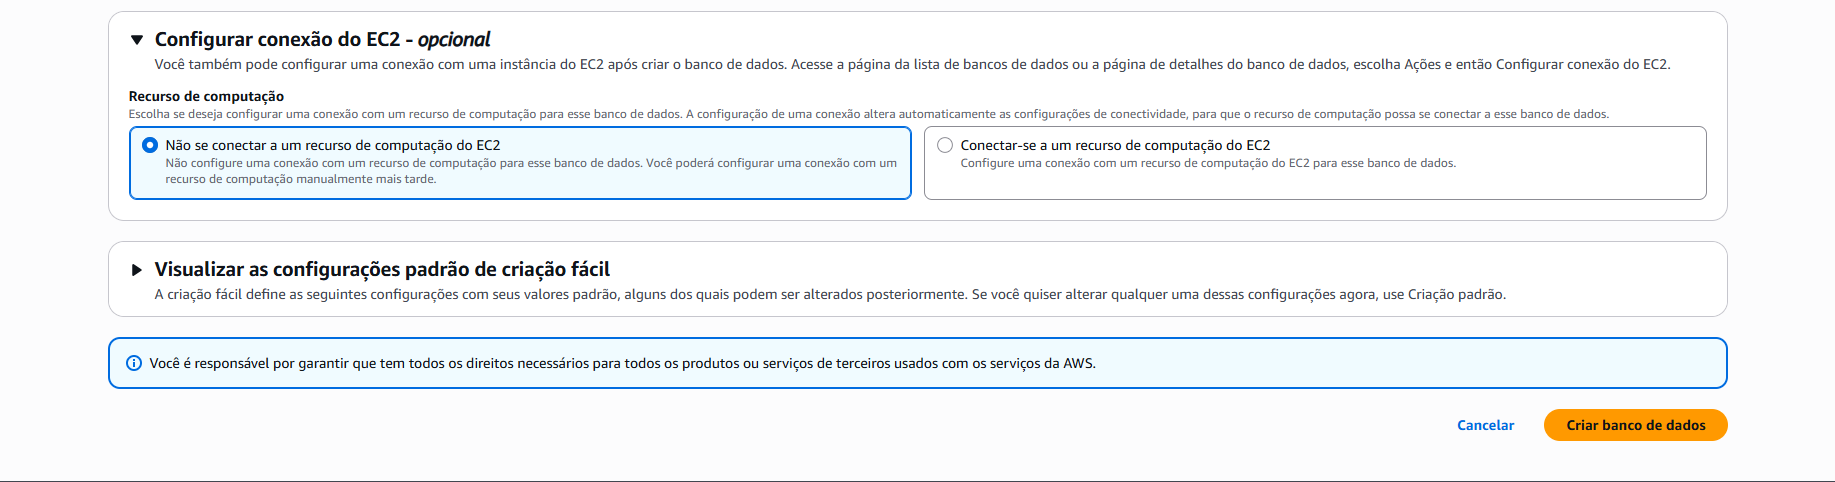 Configurar conexão do EC2 - opcional
Você também pode configurar uma conexão com uma instância do EC2 após criar o banco de dados. Acesse a página da lista de bancos de dados ou a página de detalhes do banco de dados, escolha Ações e então Configurar conexão do EC2.
Recurso de computação
Escolha se deseja configurar uma conexão com um recurso de computação para esse banco de dados. A configuração de uma conexão altera automaticamente as configurações de conectividade, para que o recurso de computação possa se conectar a esse banco de dados.
Não se conectar a um recurso de computação do EC2
Não configure uma conexão com um recurso de computação para esse banco de dados. Você poderá configurar uma conexão com um
recurso de computação manualmente mais tarde.
Conectar-se a um recurso de computação do EC2
Configure uma conexão com um recurso de computação do EC2 para esse banco de dados.
Visualizar as configurações padrão de criação fácil
A criação fácil define as seguintes configurações com seus valores padrão, alguns dos quais podem ser alterados posteriormente. Se você quiser alterar qualquer uma dessas configurações agora, use Criação padrão.
Você é responsável por garantir que tem todos os direitos necessários para todos os produtos ou serviços de terceiros usados com os serviços da AWS.
Cancelar
Criar banco de dados